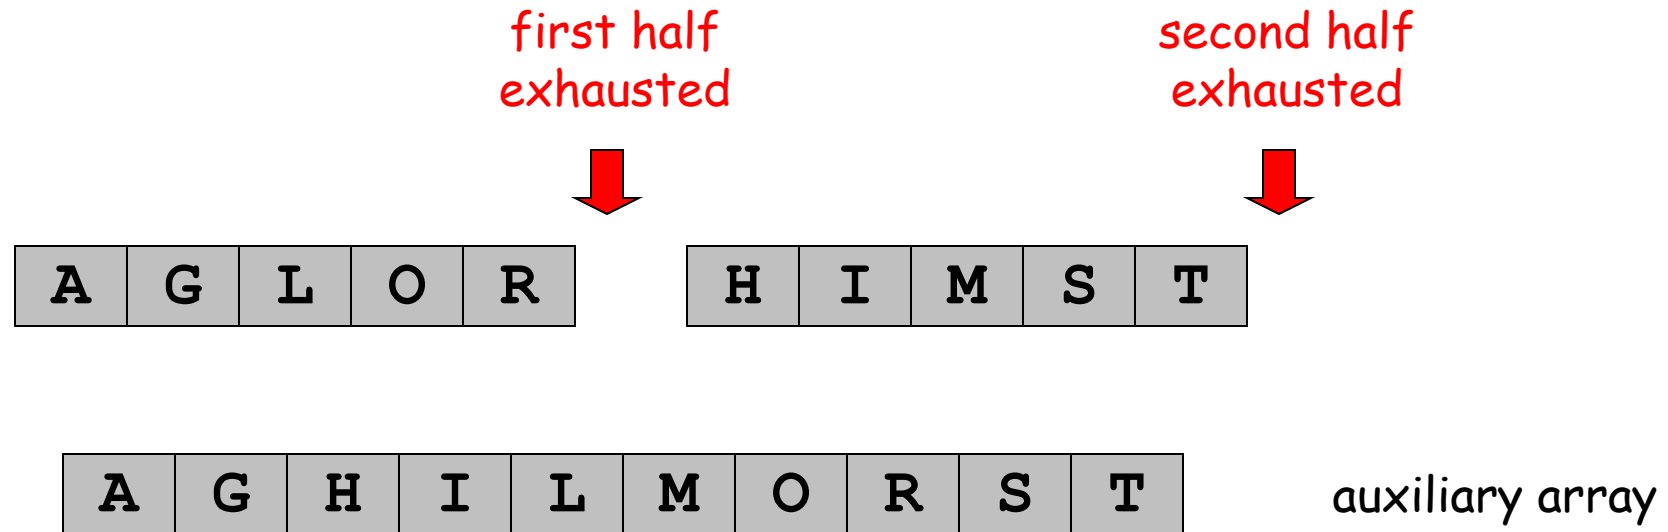 first half
exhausted
second half
exhausted
A G L O R H I M S T
A G H I L M O R S T auxiliary array